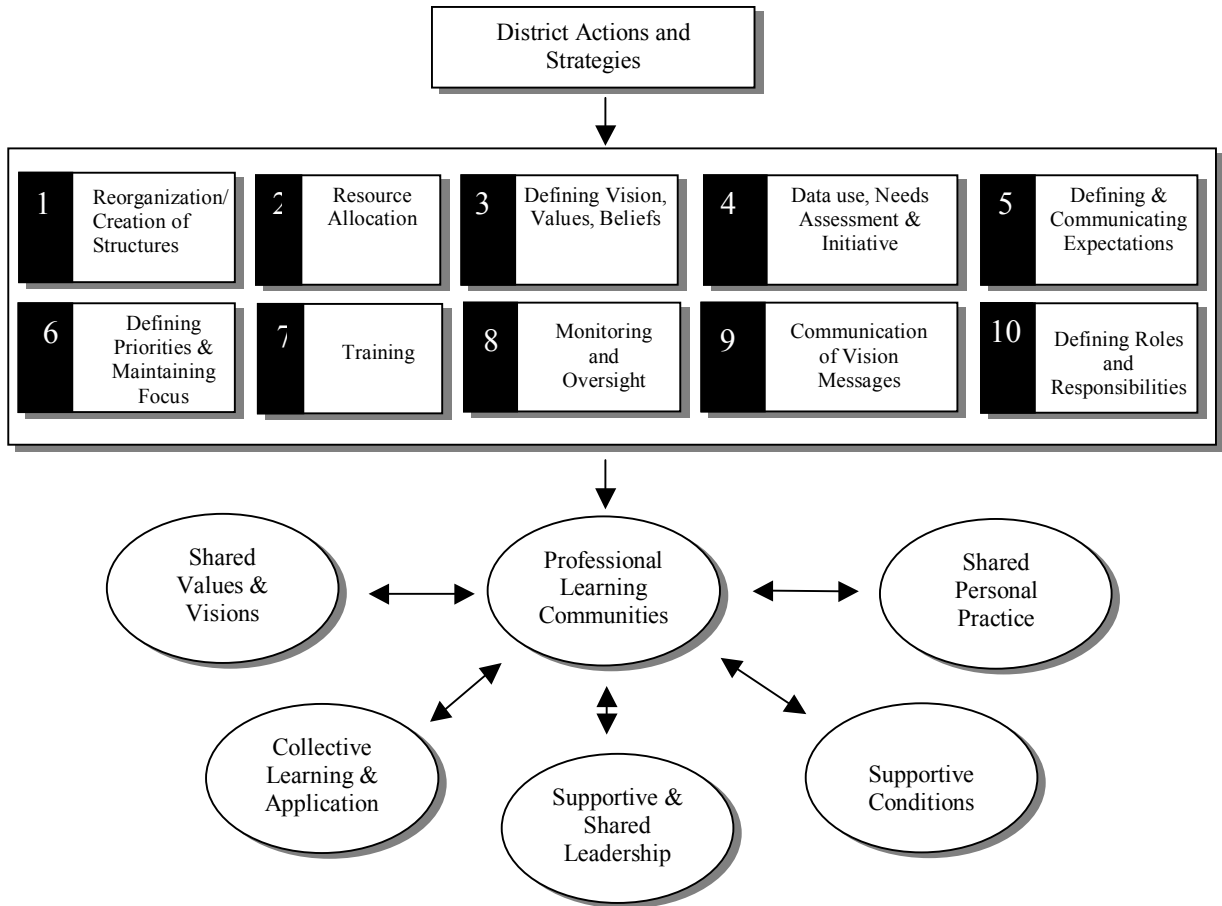 District Actions and
Strategies
1
Reorganization/
Creation of
Structures
2
Resource
Allocation
3
Defining Vision,
Values, Beliefs
4
Data use, Needs
Assessment &
Initiative
5
Defining &
Communicating
Expectations
6
Defining
Priorities &
Maintaining
Focus
7
Training
8
Monitoring
and
Oversight
9
Communication
of Vision
Messages
10
Defining Roles
and
Responsibilities
Shared
Values &
Visions
Professional
Learning
Communities
Shared
Personal
Practice
Collective
Learning &
Application
Supportive &
Shared
Leadership
Supportive
Conditions